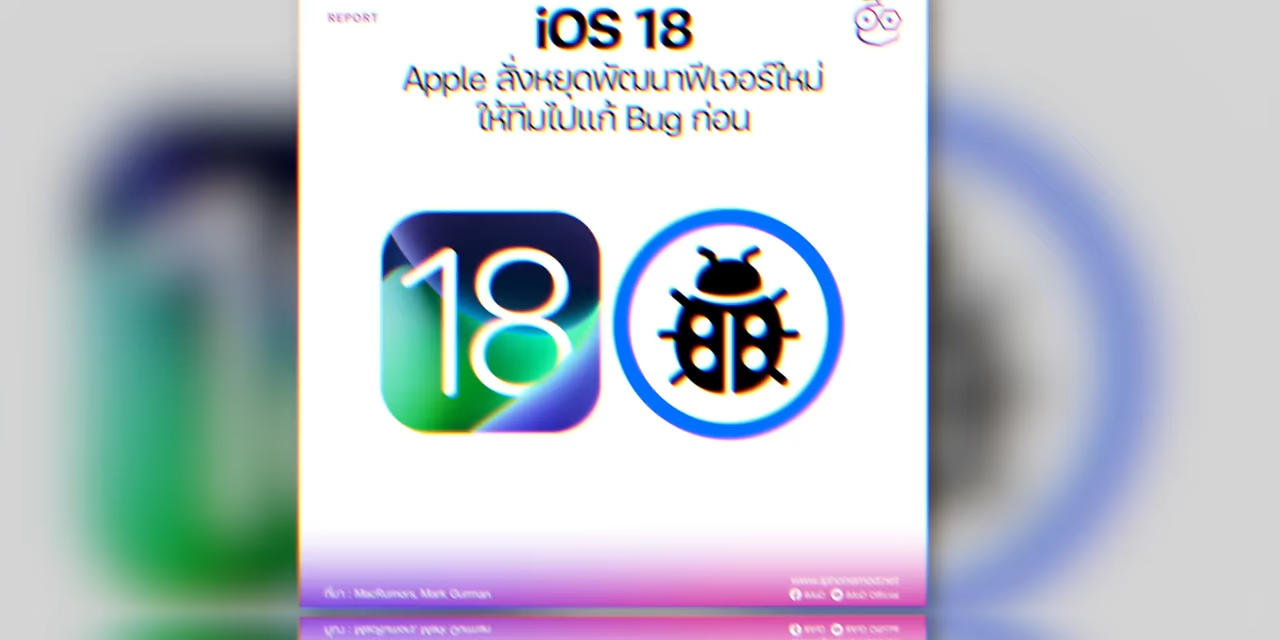 REPORT
iOS 18
Apple สั่งหยุดพัฒนาฟีเจอร์ใหม่
ให้ทีมไปแก้ Bug ก่อน
18
ที่มา : MacRumors, Mark Gurman
www.iphonemod.net